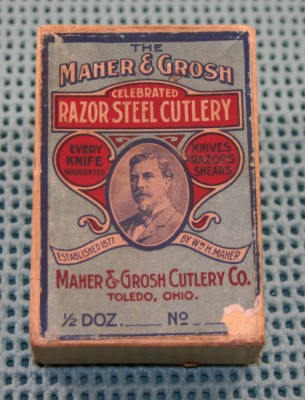 THE
MAHER & GROSH
CELEBRATED
RAZOR STEEL CUTLERY
EVERY
KNIFE
WARRANTED
KNIVES
RAZORS
SHEARS
ESTABLISHED 1877
BY WM H. MAHER
MAHER & GROSH CUTLERY CO.
TOLEDO, OHIO.
1/2 DOZ. No